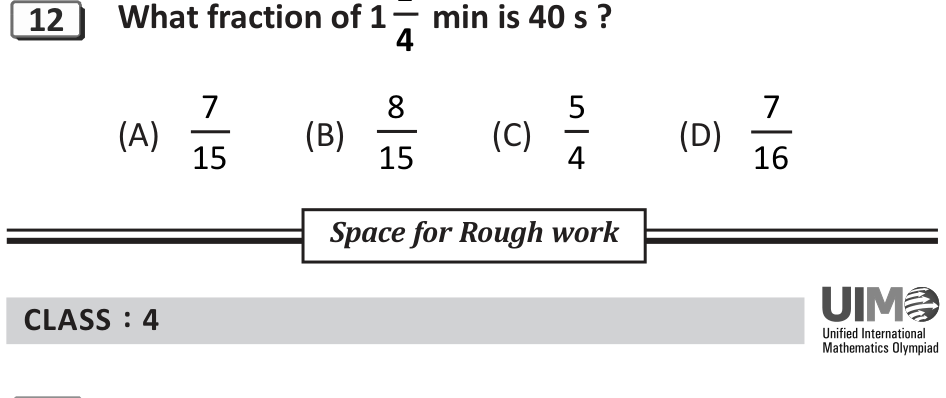 12 What fraction of 1 /4 min is 40 s ?
(A) 7/15 (B) 8/15 (C) 5/4 (D) 7/16
Space for Rough work
CLASS : 4
UIMO
Unified International
Mathematics Olympiad